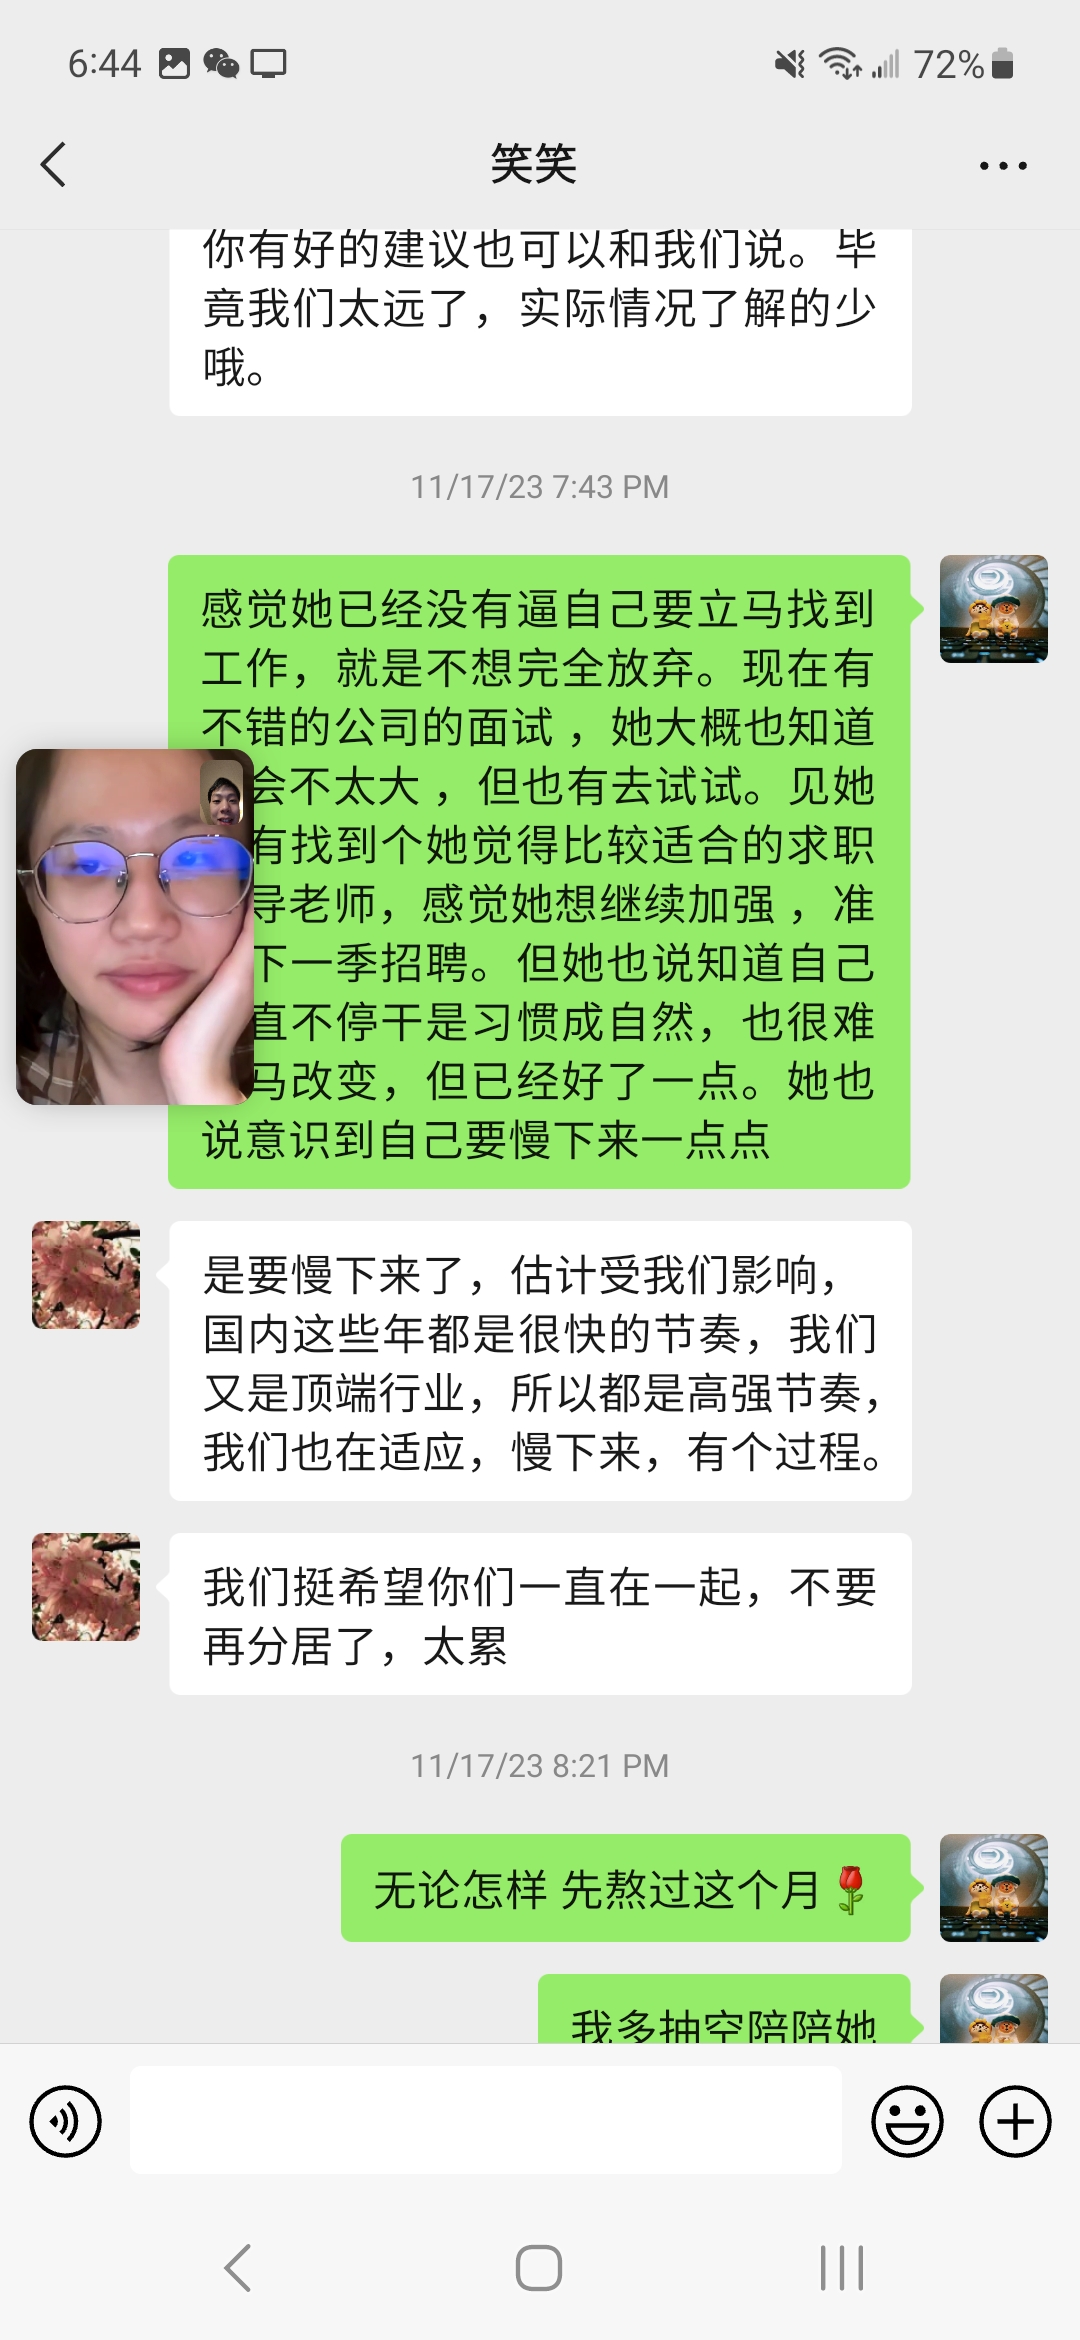 6:44
72%
笑笑
你有好的建议也可以和我们说。毕
竟我们太远了，实际情况了解的少
哦。
11/17/23 7:43 PM
感觉她已经没有逼自己要立马找到
工作，就是不想完全放弃。现在有
不错的公司的面试，她大概也知道
会不太大，但也有去试试。见她
有找到个她觉得比较适合的求职
导老师，感觉她想继续加强，准
下一季招聘。但她也说知道自己
直不停干是习惯成自然，也很难
马改变，但已经好了一点。她也
说意识到自己要慢下来一点点
是要慢下来了，估计受我们影响，
国内这些年都是很快的节奏，我们
又是顶端行业，所以都是高强节奏，
我们也在适应，慢下来，有个过程。
我们挺希望你们一直在一起，不要
再分居了，太累
11/17/23 8:21 PM
无论怎样 先熬过这个月🌹
我多抽空陪陪她